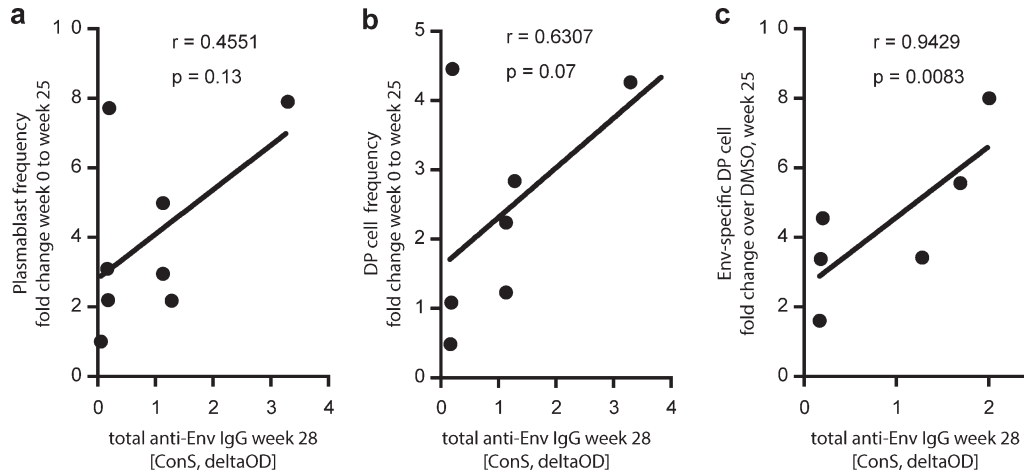 a
Plasmablast frequency
fold change week 0 to week 25
1 0
8
6
4
2
0
r = 0.4551
p = 0.13
0 1 2 3 4
total anti-Env IgG week 28
[ConS, deltaOD]
b
DP cell frequency
fold change week 0 to week 25
5
4
3
2
1
0
r = 0.6307
p = 0.07
0 1 2 3 4
total anti-Env IgG week 28
[ConS, deltaOD]
c
Env-specific DP cell
fold change over DMSO, week 25
1 0
8
6
4
2
0
r = 0.9429
p = 0.0083
0 1 2
total anti-Env IgG week 28
[ConS, deltaOD]